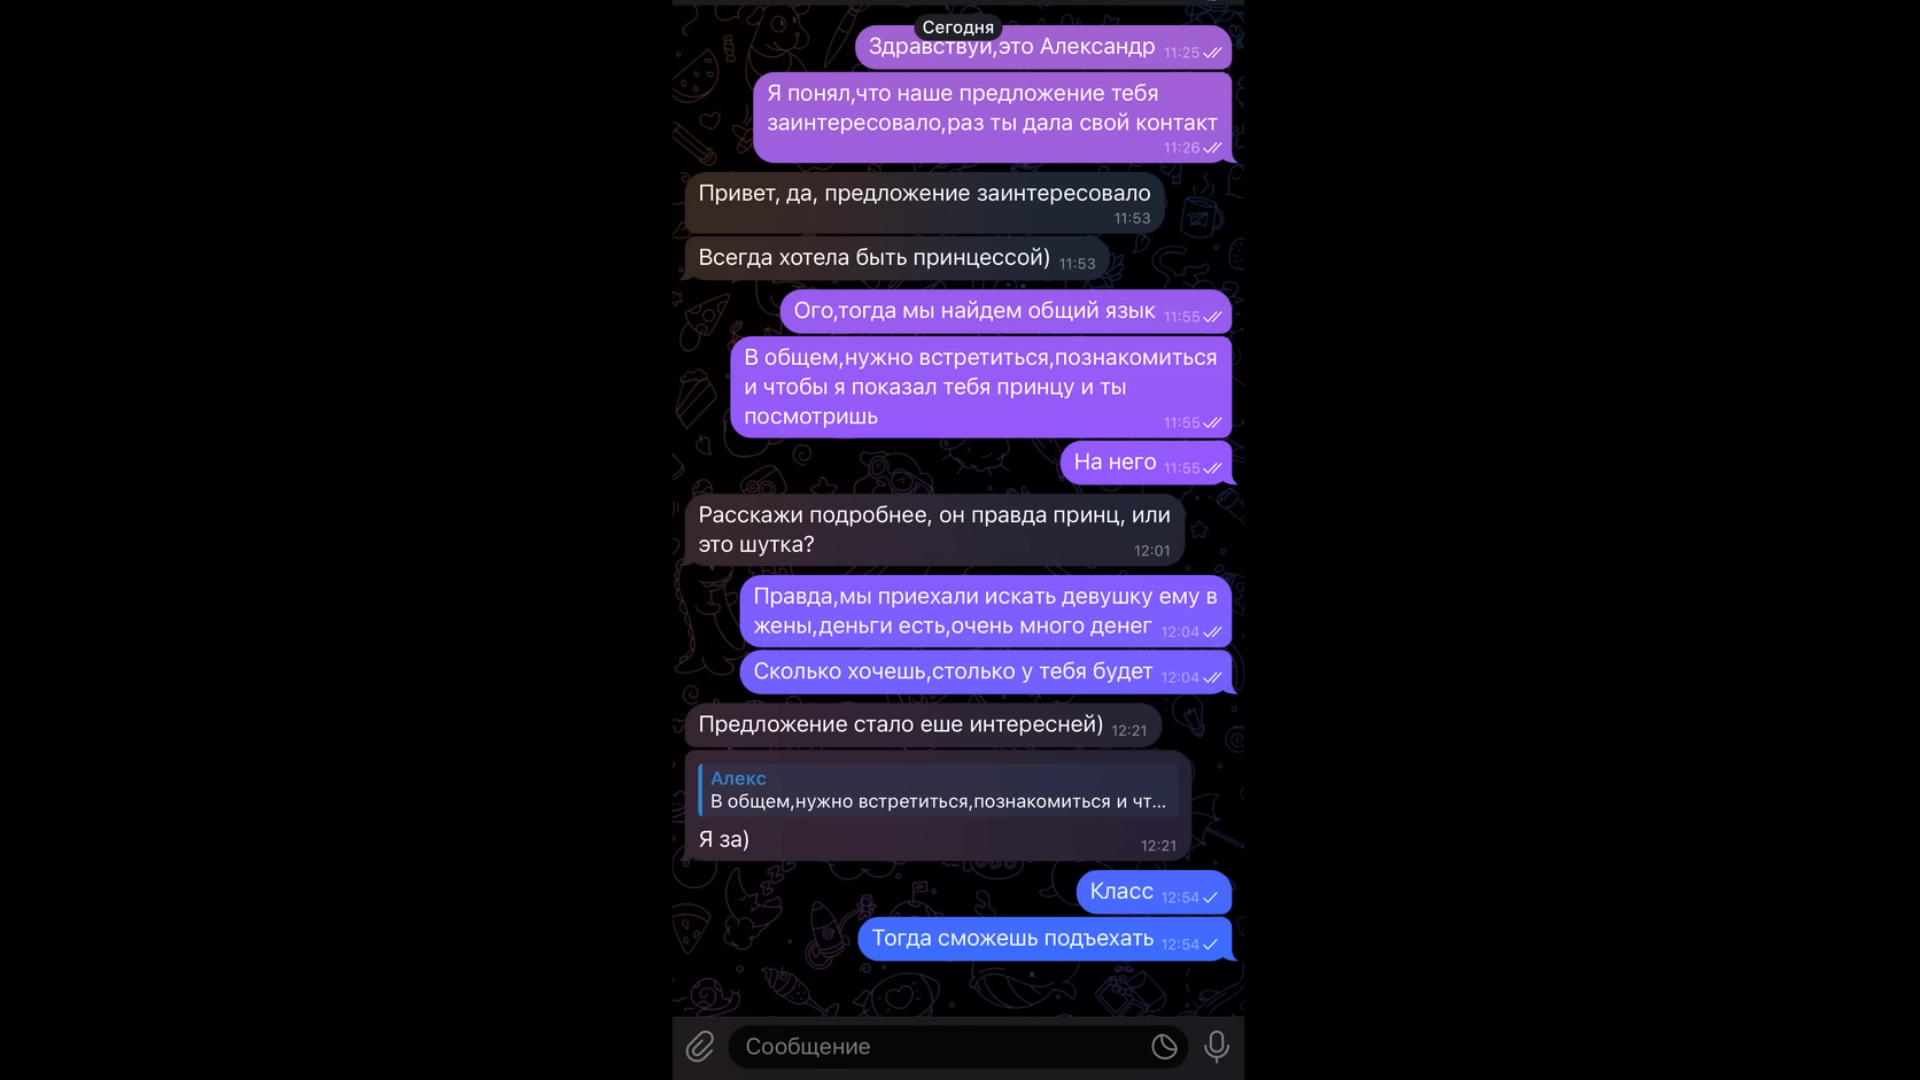 Сегодня
Здравствуй,это Александр 11:25
Я понял,что наше предложение тебя
заинтересовало,раз ты дала свой контакт
11:26
Привет, да, предложение заинтересовало
11:53
Всегда хотела быть принцессой) 11:53
Ого,тогда мы найдем общий язык 11:55
В общем,нужно встретиться,познакомиться
и чтобы я показал тебя принцу и ты
посмотришь 11:55
На него 11:55
Расскажи подробнее, он правда принц, или
это шутка? 12:01
Правда,мы приехали искать девушку ему в
жены,деньги есть,очень много денег 12:04
Сколько хочешь,столько у тебя будет 12:04
Предложение стало еше интересней) 12:21
Алекс
В общем,нужно встретиться,познакомиться и чт...
Я за) 12:21
Класс 12:54
Тогда сможешь подъехать 12:54
Сообщение